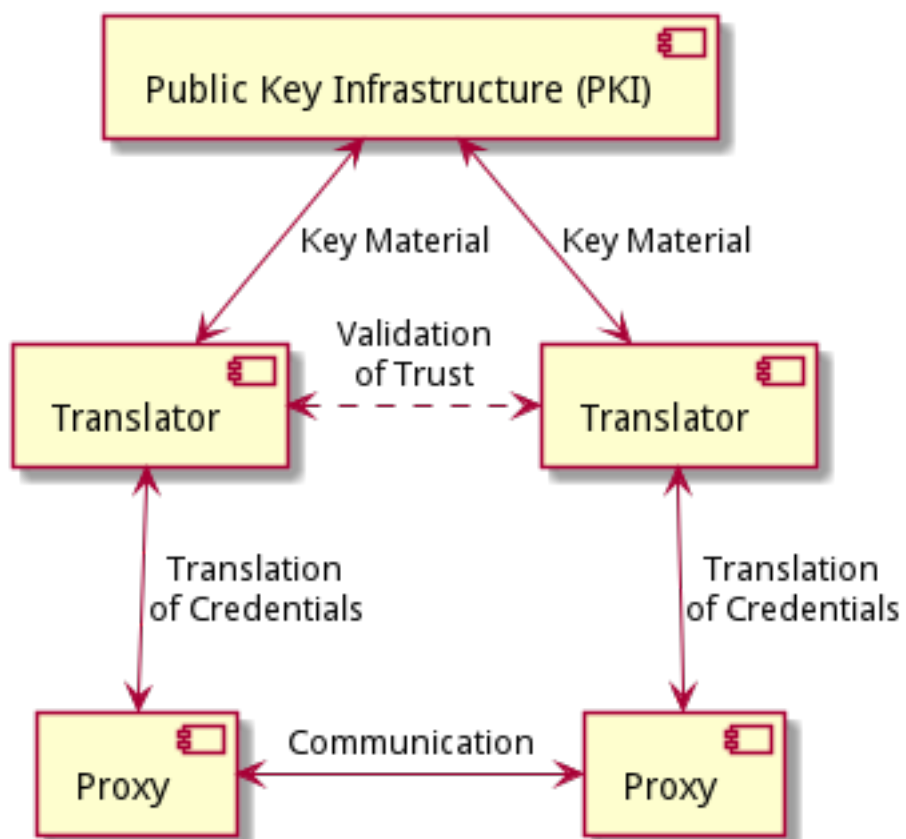 Public Key Infrastructure (PKI)
Key Material
Key Material
Validation
of Trust
Translator
Translator
Translation
of Credentials
Translation
of Credentials
Communication
Proxy
Proxy